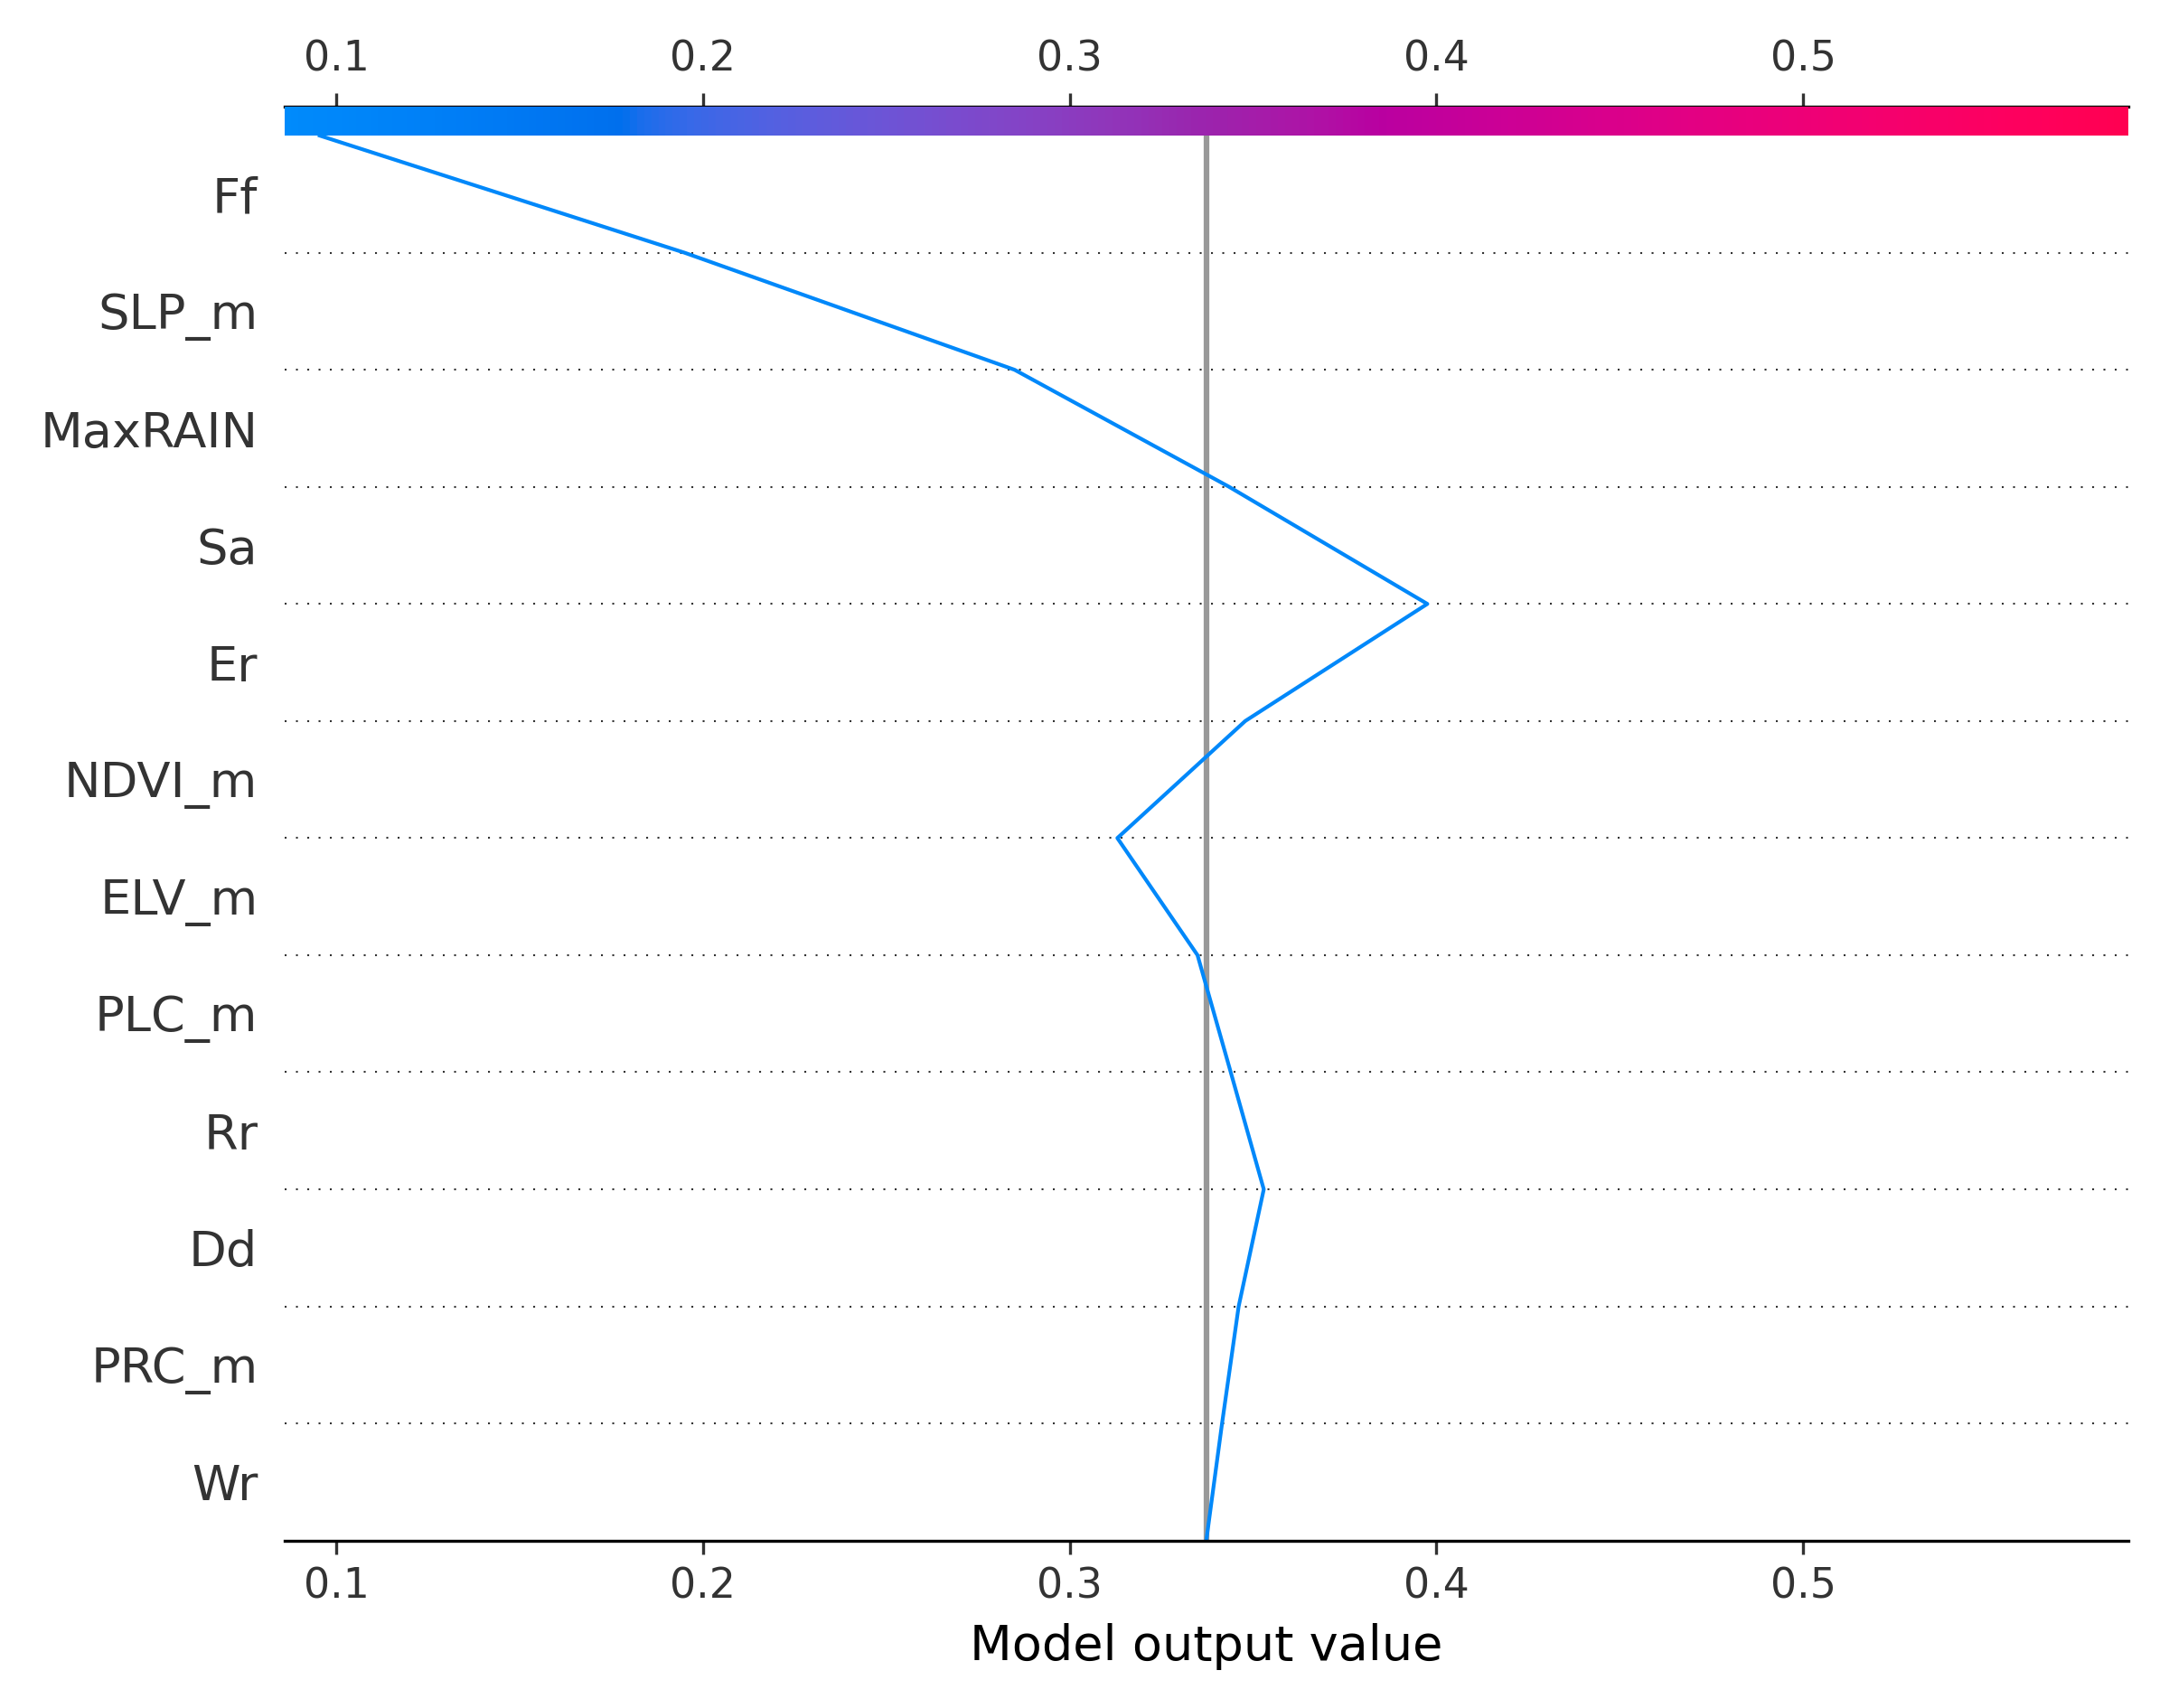 0.1 0.2 0.3 0.4 0.5
Ff
SLP_m
MaxRAIN
Sa
Er
NDVI_m
ELV_m
PLC_m
Rr
Dd
PRC_m
Wr
0.1 0.2 0.3 0.4 0.5
Model output value